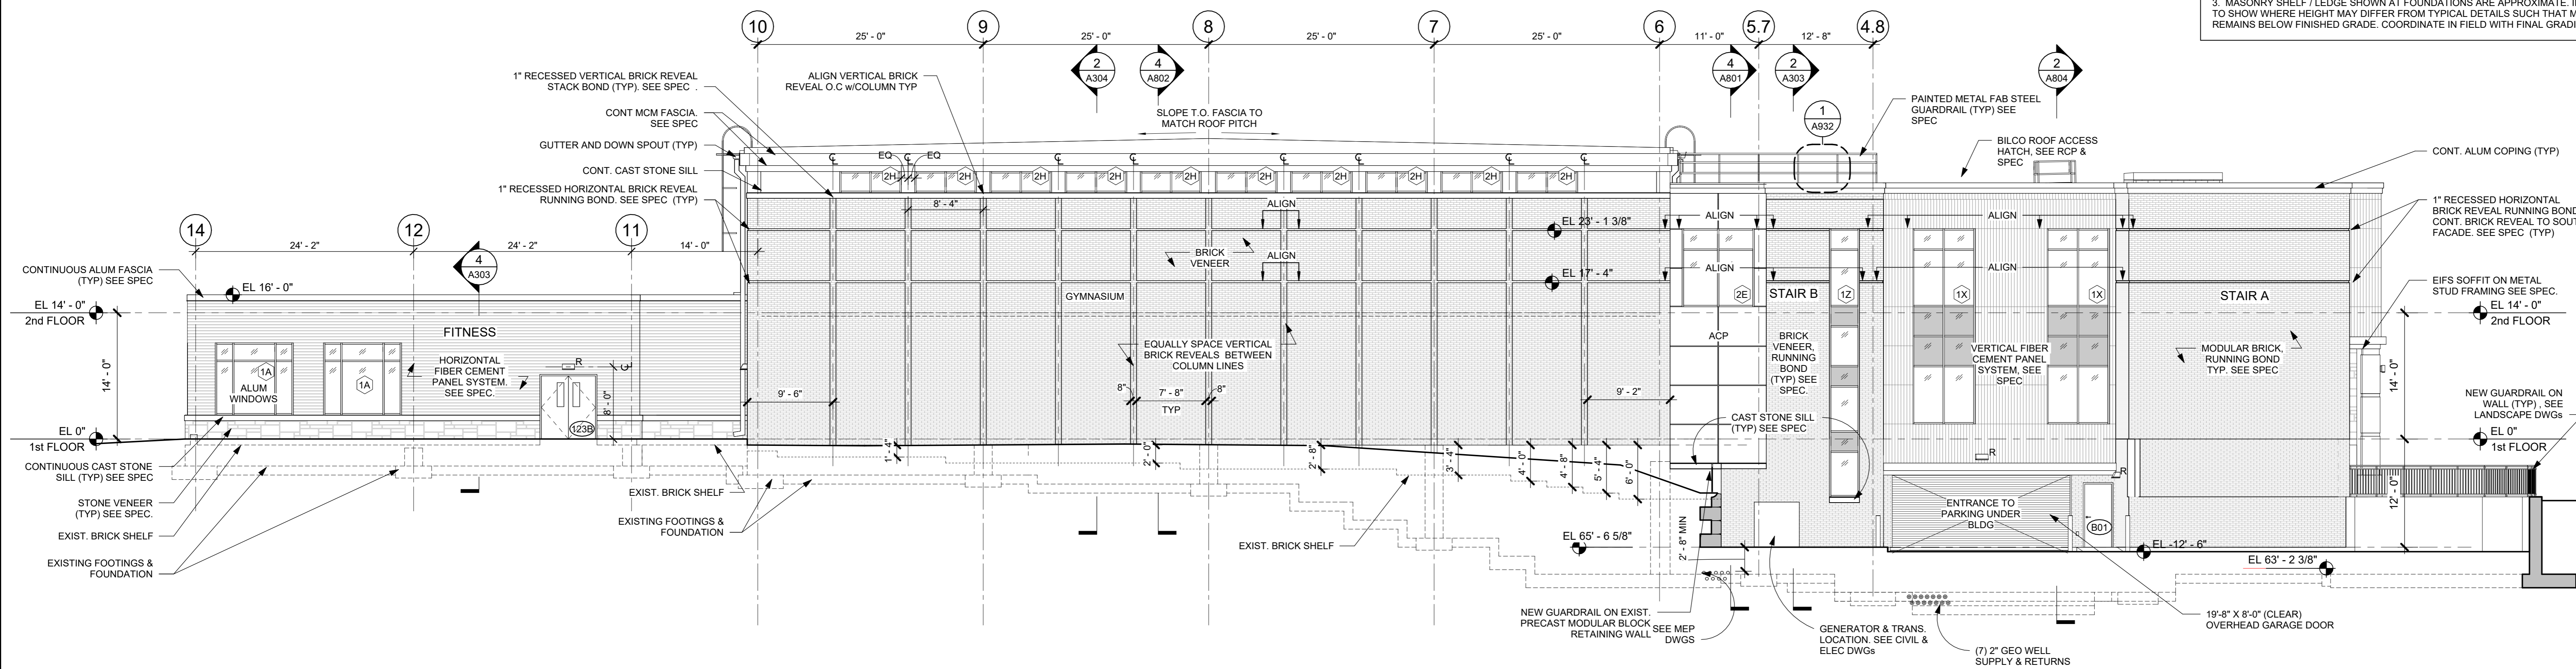 3. MASONRY SHELF / LEDGE SHOWN AT FOUNDATIONS ARE APPROXIMATE.
TO SHOW WHERE HEIGHT MAY DIFFER FROM TYPICAL DETAILS SUCH THAT
REMAINS BELOW FINISHED GRADE. COORDINATE IN FIELD WITH FINAL
10
9
8
7
6
5.7
4.8
25' - 0"
25' - 0"
25' - 0"
25' - 0"
11' - 0"
12' - 8"
2
A304
4
A802
4
A801
2
A303
2
A804
1" RECESSED VERTICAL BRICK REVEAL
STACK BOND (TYP). SEE SPEC .
ALIGN VERTICAL BRICK
REVEAL O.C w/COLUMN TYP
CONT MCM FASCIA.
SEE SPEC
SLOPE T.O. FASCIA TO
MATCH ROOF PITCH
1
A932
PAINTED METAL FAB STEEL
GUARDRAIL (TYP) SEE
SPEC
BILCO ROOF ACCESS
HATCH, SEE RCP &
SPEC
CONT. ALUM COPING (TYP)
GUTTER AND DOWN SPOUT (TYP)
EQ
EQ
CONT. CAST STONE SILL
2H
2H
2H
2H
2H
2H
2H
2H
2H
2H
1" RECESSED HORIZONTAL BRICK REVEAL
RUNNING BOND. SEE SPEC (TYP)
8' - 4"
ALIGN
ALIGN
ALIGN
1" RECESSED HORIZONTAL
BRICK REVEAL RUNNING
CONT. BRICK REVEAL TO
FACADE. SEE SPEC (TYP)
EL 23' - 1 3/8"
14
12
11
24' - 2"
24' - 2"
14' - 0"
4
A303
BRICK
VENEER
ALIGN
ALIGN
ALIGN
CONTINUOUS ALUM FASCIA
(TYP) SEE SPEC
EL 16' - 0"
EL 17' - 4"
GYMNASIUM
2E
STAIR B
1Z
1X
1X
STAIR A
EIFS SOFFIT ON METAL
STUD FRAMING SEE SPEC.
EL 14' - 0"
2nd FLOOR
EL 14' - 0"
2nd FLOOR
FITNESS
ACP
HORIZONTAL
FIBER CEMENT
PANEL SYSTEM.
SEE SPEC.
R
1A
1A
ALUM
WINDOWS
EQUALLY SPACE VERTICAL
BRICK REVEALS BETWEEN
COLUMN LINES
BRICK
VENEER,
RUNNING
BOND
(TYP) SEE
SPEC.
VERTICAL FIBER
CEMENT PANEL
SYSTEM, SEE
SPEC
MODULAR BRICK,
RUNNING BOND
TYP. SEE SPEC
14' - 0"
8' - 0"
9' - 6"
8"
7' - 8"
TYP
8"
9' - 2"
14' - 0"
NEW GUARDRAIL ON
WALL (TYP) , SEE
LANDSCAPE DWGs
CAST STONE SILL
(TYP) SEE SPEC
123B
EL 0"
1st FLOOR
EL 0"
1st FLOOR
1' - 4"
2' - 0"
2' - 8"
3' - 4"
4' - 0"
4' - 8"
5' - 4"
6' - 0"
R
R
CONTINUOUS CAST STONE
SILL (TYP) SEE SPEC
EXIST. BRICK SHELF
STONE VENEER
(TYP) SEE SPEC.
EXISTING FOOTINGS &
FOUNDATION
ENTRANCE TO
PARKING UNDER
BLDG
B01
12' - 0"
EXIST. BRICK SHELF
EXIST. BRICK SHELF
EL 65' - 6 5/8"
2' - 8" MIN
EL -12' - 6"
EL 63' - 2 3/8"
EXISTING FOOTINGS &
FOUNDATION
NEW GUARDRAIL ON EXIST.
PRECAST MODULAR BLOCK
RETAINING WALL
SEE MEP
DWGS
GENERATOR & TRANS.
LOCATION. SEE CIVIL &
ELEC DWGs
19'-8" X 8'-0" (CLEAR)
OVERHEAD GARAGE DOOR
(7) 2" GEO WELL
SUPPLY & RETURNS